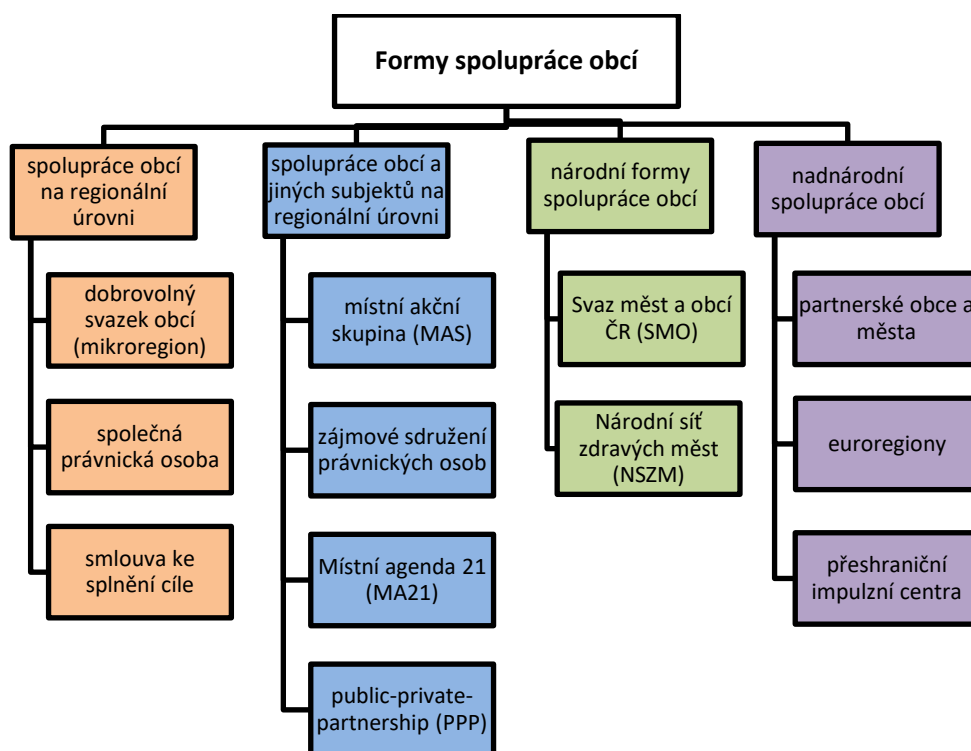 Formy spolupráce obcí
spolupráce obcí
na regionální
úrovni
dobrovolný
svazek obcí
(mikroregion)
společná
právnická osoba
smlouva ke
splnění cíle
spolupráce obcí a
jiných subjektů na
regionální úrovni
místní akční
skupina (MAS)
zájmové sdružení
právnických osob
Místní agenda 21
(MA21)
public-private-
partnership (PPP)
národní formy
spolupráce obcí
Svaz měst a obcí
ČR (SMO)
Národní síť
zdravých měst
(NSZM)
nadnárodní
spolupráce obcí
partnerské obce a
města
euroregiony
přeshraniční
impulzní centra